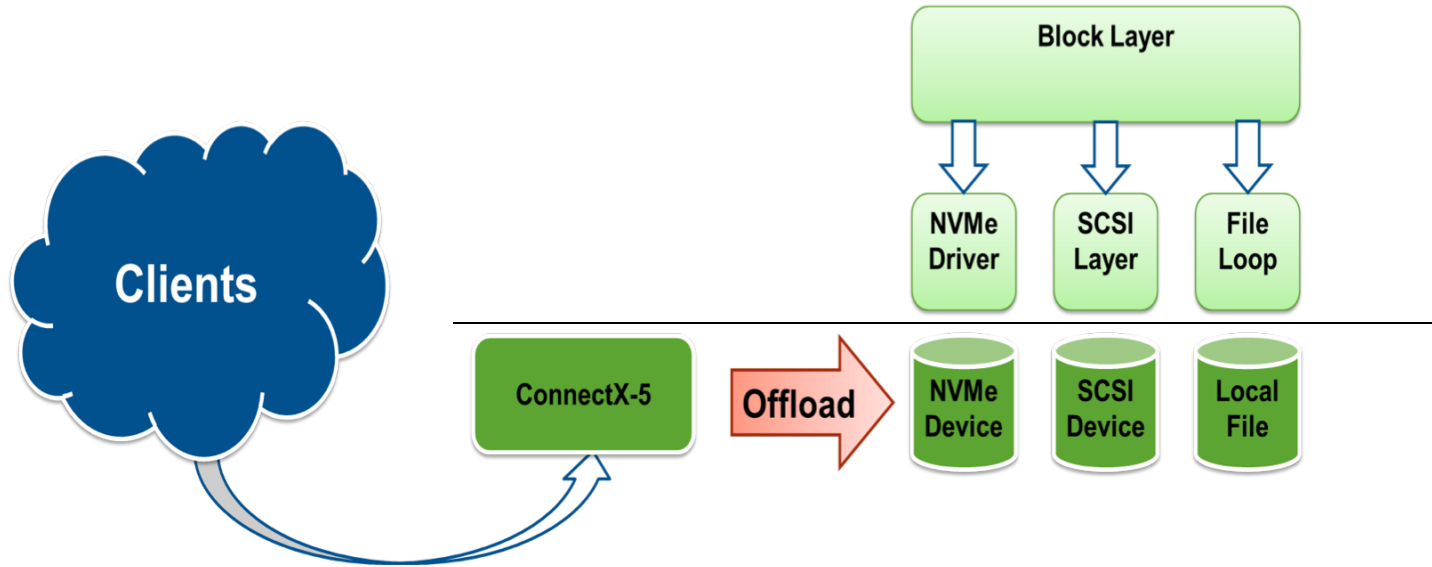 Block Layer
NVMe
Driver
SCSI
Layer
File
Loop
Clients
ConnectX-5
Offload
NVMe
Device
SCSI
Device
Local
File